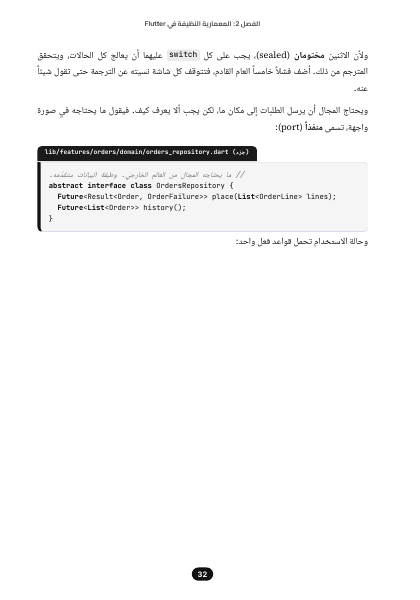 الفصل 2: المعمارية النظيفة في Flutter
ولأن الاثنين مختومان (sealed)، يجب على كل switch عليهما أن يعالج كل الحالات، ويتحقق
المترجم من ذلك. أضف فشلاً خامساً العام القادم، فتتوقف كل شاشة نسيته عن الترجمة حتى تقول شيئاً
عنه.
ويحتاج المجال أن يرسل الطلبات إلى مكان ما، لكن يجب ألا يعرف كيف. فيقول ما يحتاجه في صورة
واجهة، تسمى منفذاً (port):
lib/features/orders/domain/orders_repository.dart (جزء)
// ما يحتاجه المجال من العالم الخارجي. وطبقة البيانات ستنفذه.
abstract interface class OrdersRepository {
  Future<Result<Order, OrderFailure>> place(List<OrderLine> lines);
  Future<List<Order>> history();
}
وحالة الاستخدام تحمل قواعد فعل واحد:
32